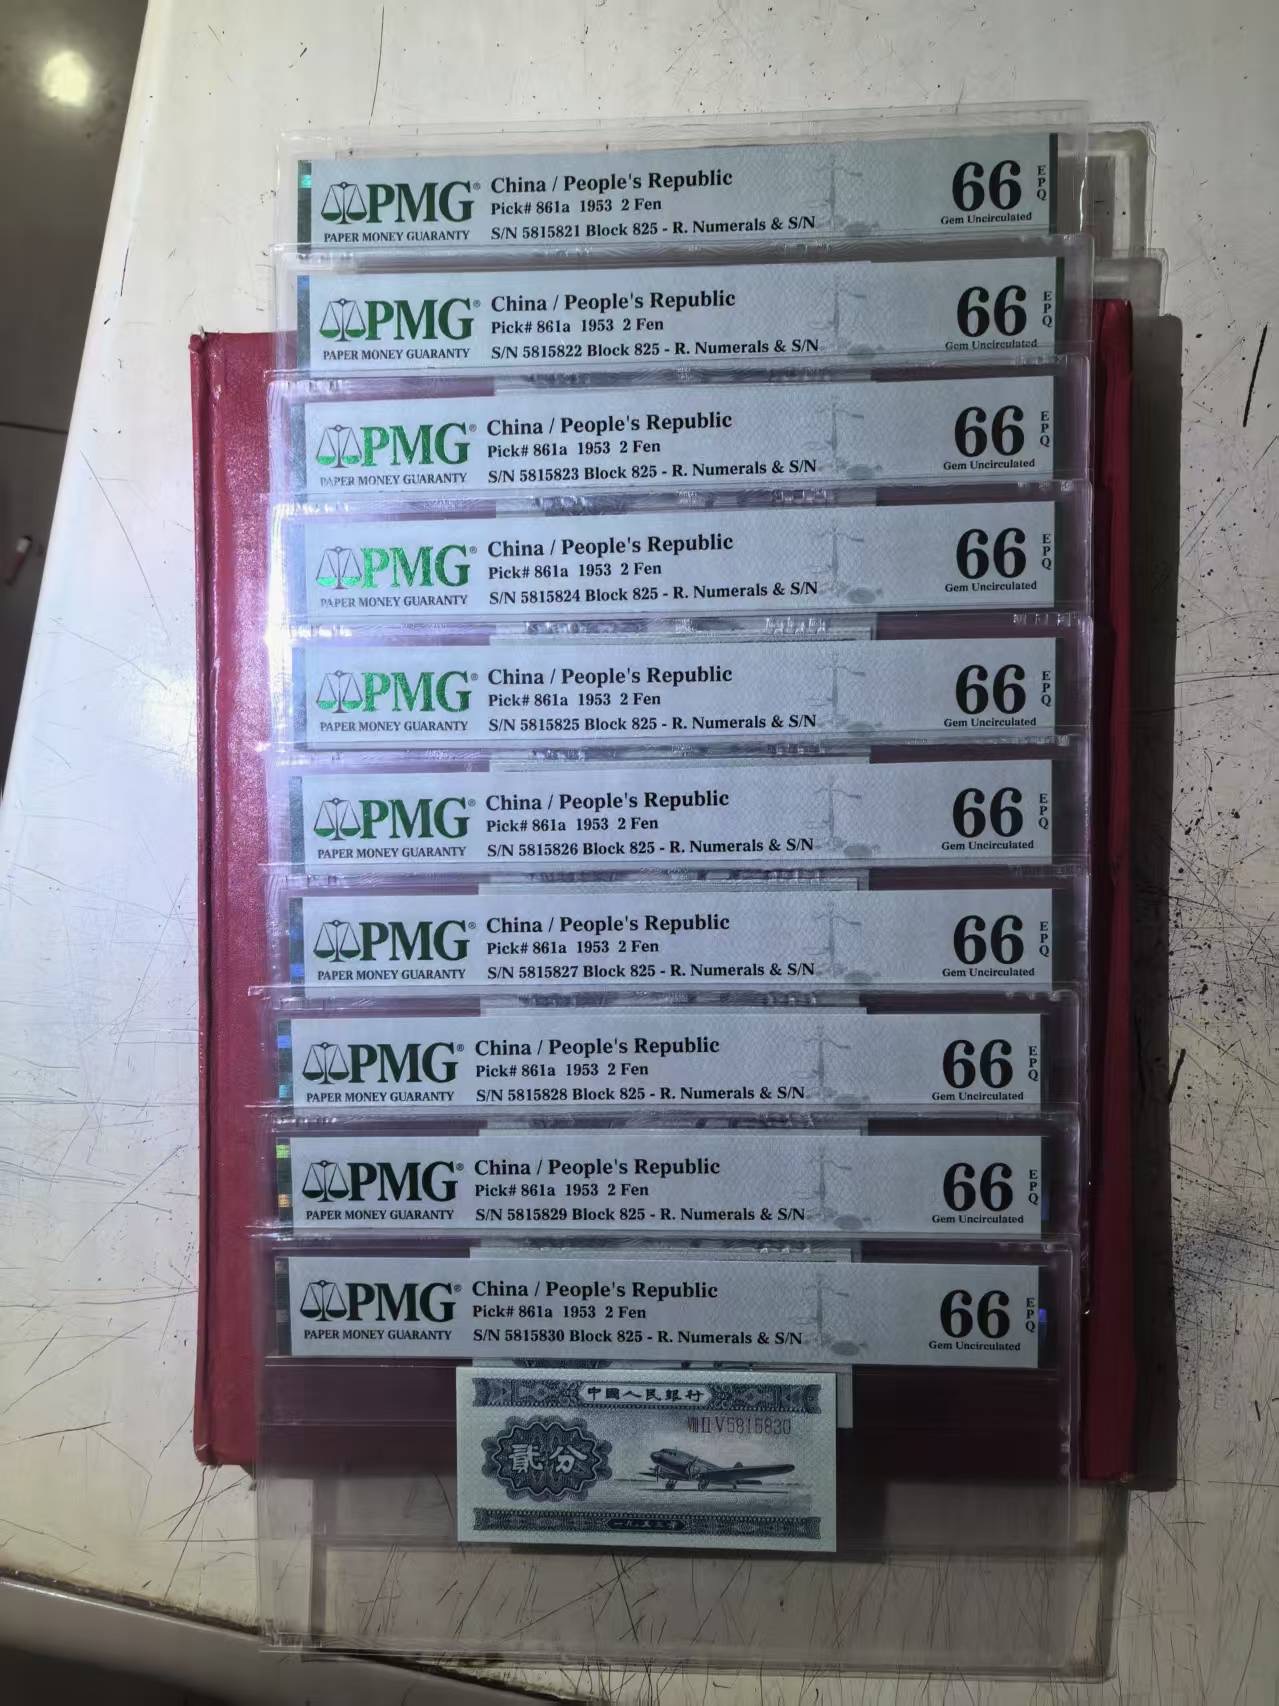 PMG®
PAPER MONEY GUARANTY
China / People's Republic
Pick# 861a 1953 2 Fen
S/N 5815821 Block 825 - R. Numerals & S/N
66
EPQ
Gem Uncirculated
PMG®
PAPER MONEY GUARANTY
China / People's Republic
Pick# 861a 1953 2 Fen
S/N 5815822 Block 825 - R. Numerals & S/N
66
EPQ
Gem Uncirculated
PMG®
PAPER MONEY GUARANTY
China / People's Republic
Pick# 861a 1953 2 Fen
S/N 5815823 Block 825 - R. Numerals & S/N
66
EPQ
Gem Uncirculated
PMG®
PAPER MONEY GUARANTY
China / People's Republic
Pick# 861a 1953 2 Fen
S/N 5815824 Block 825 - R. Numerals & S/N
66
EPQ
Gem Uncirculated
PMG®
PAPER MONEY GUARANTY
China / People's Republic
Pick# 861a 1953 2 Fen
S/N 5815825 Block 825 - R. Numerals & S/N
66
EPQ
Gem Uncirculated
PMG®
PAPER MONEY GUARANTY
China / People's Republic
Pick# 861a 1953 2 Fen
S/N 5815826 Block 825 - R. Numerals & S/N
66
EPQ
Gem Uncirculated
PMG®
PAPER MONEY GUARANTY
China / People's Republic
Pick# 861a 1953 2 Fen
S/N 5815827 Block 825 - R. Numerals & S/N
66
EPQ
Gem Uncirculated
PMG®
PAPER MONEY GUARANTY
China / People's Republic
Pick# 861a 1953 2 Fen
S/N 5815828 Block 825 - R. Numerals & S/N
66
EPQ
Gem Uncirculated
PMG®
PAPER MONEY GUARANTY
China / People's Republic
Pick# 861a 1953 2 Fen
S/N 5815829 Block 825 - R. Numerals & S/N
66
EPQ
Gem Uncirculated
PMG®
PAPER MONEY GUARANTY
China / People's Republic
Pick# 861a 1953 2 Fen
S/N 5815830 Block 825 - R. Numerals & S/N
66
EPQ
Gem Uncirculated
中國人民銀行
VIII II V 5815830
貳分
一九五三年